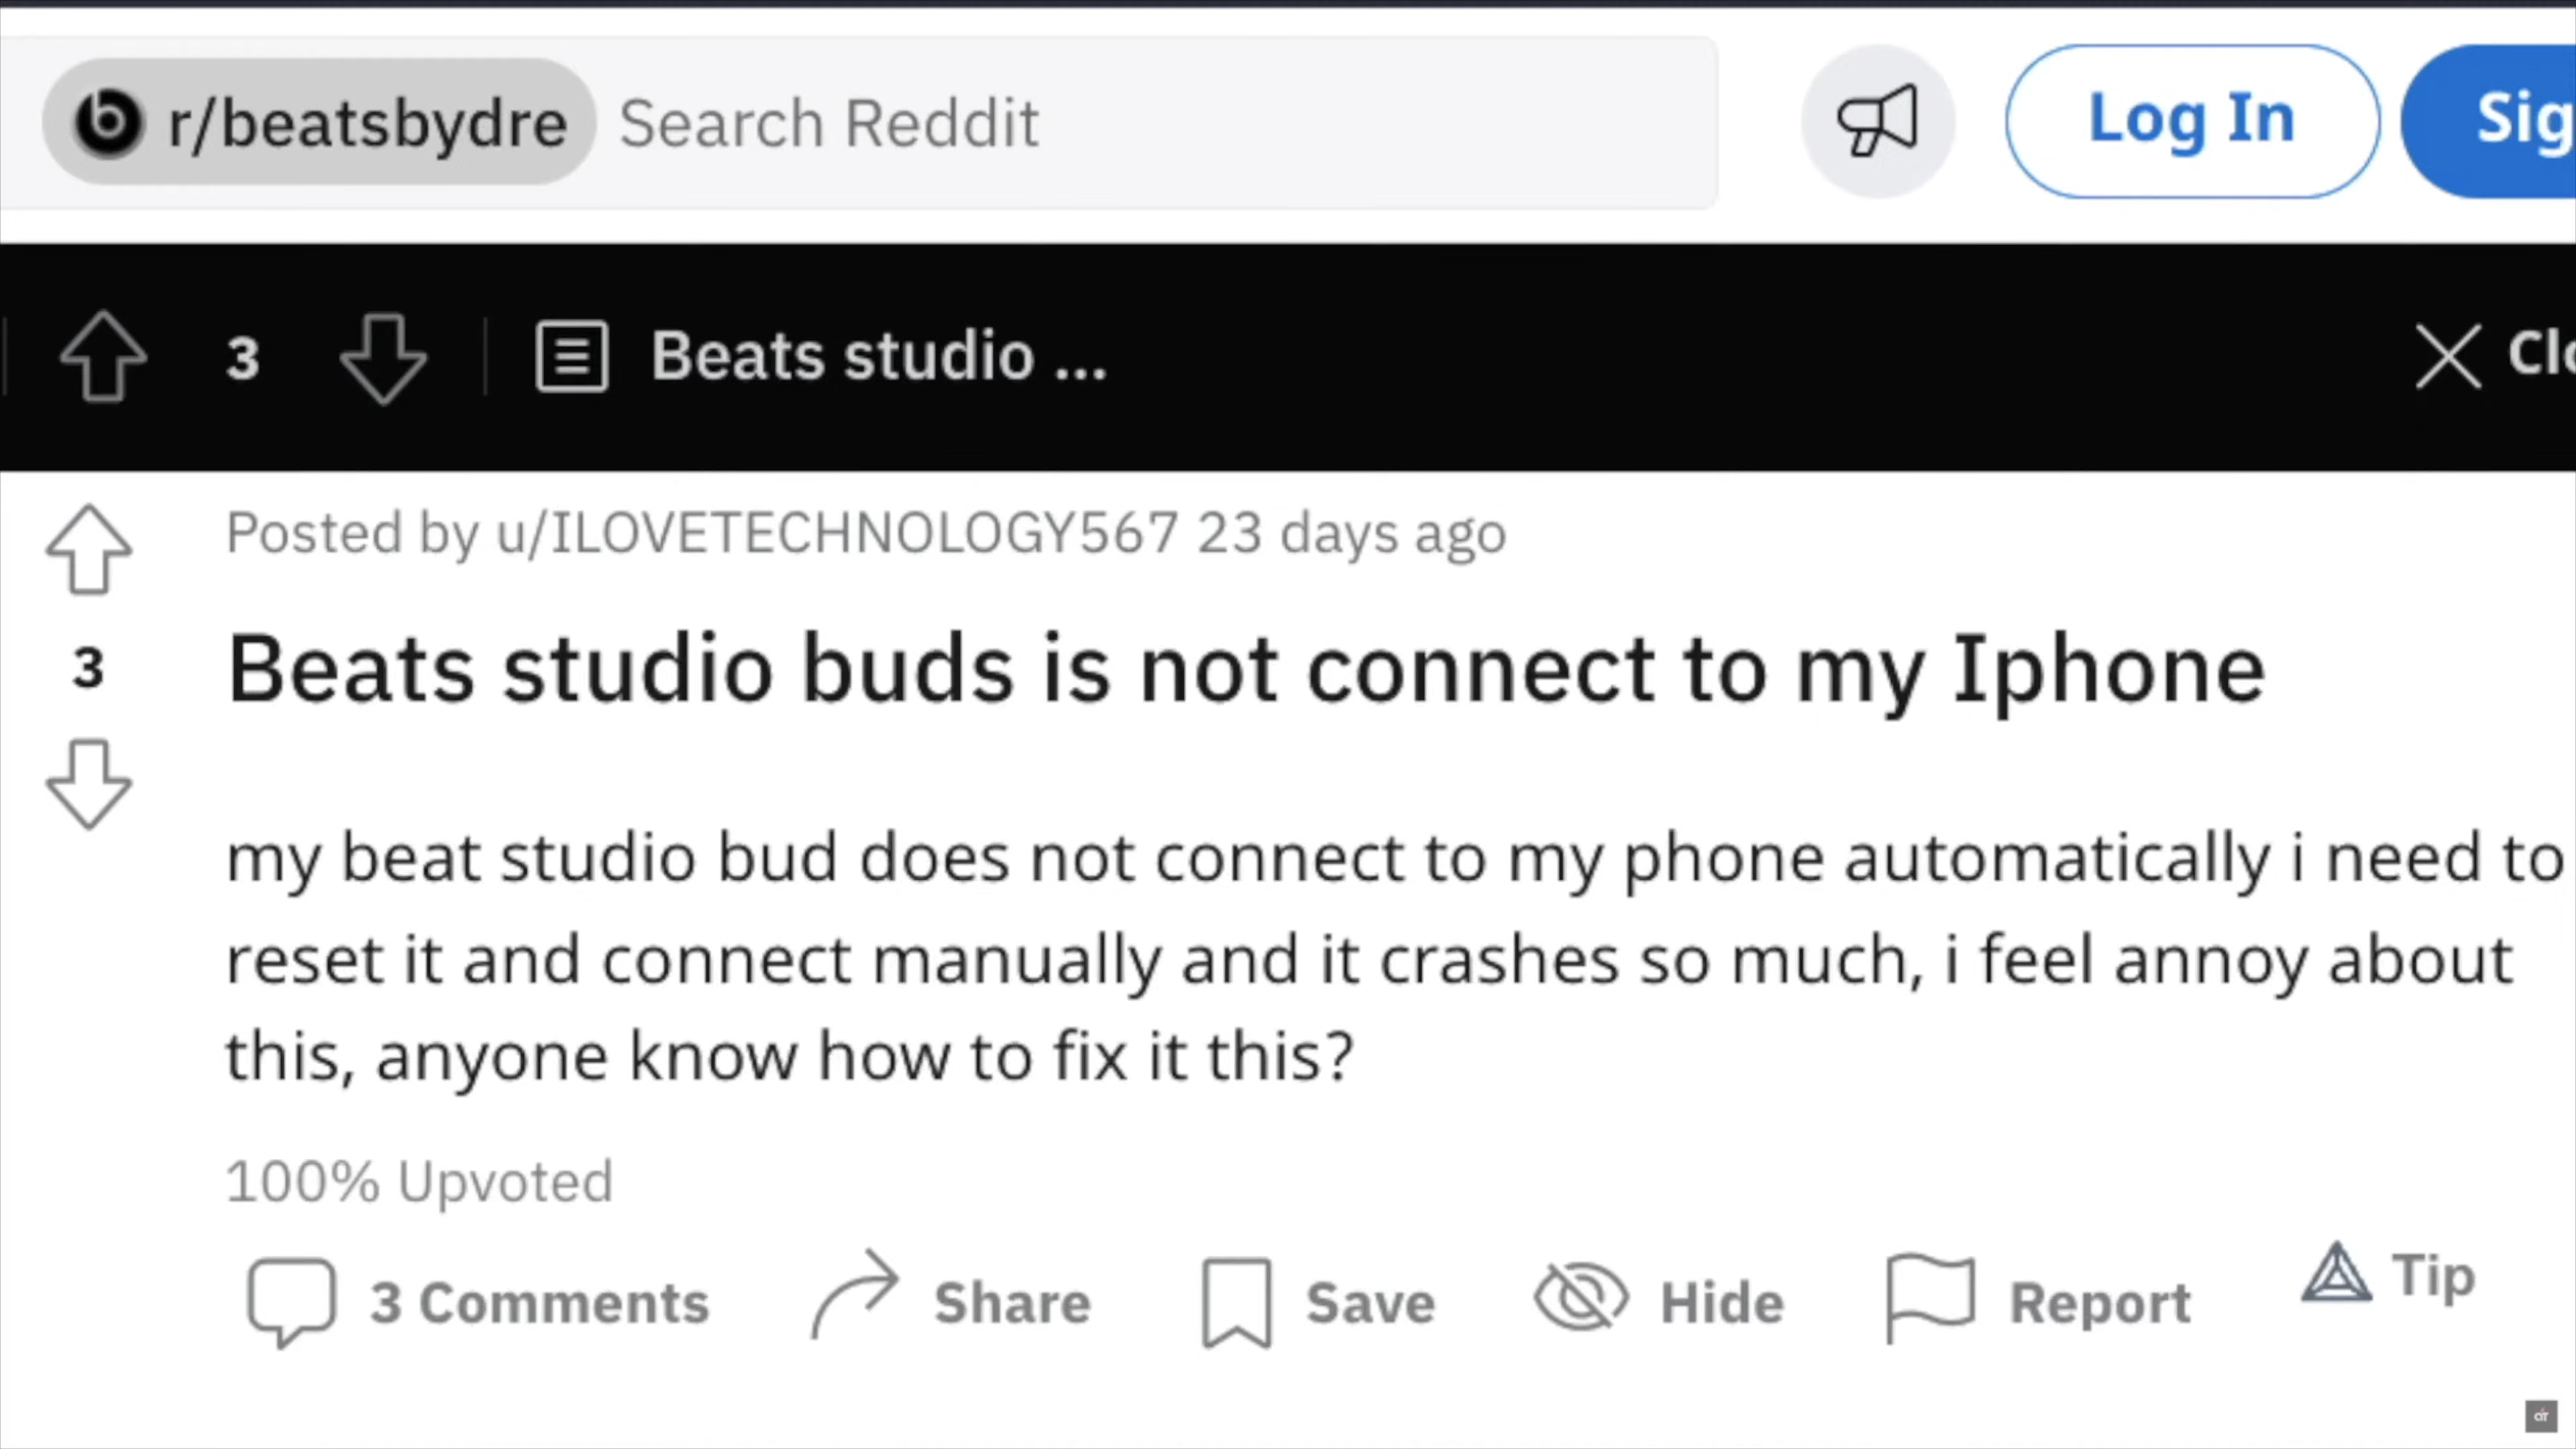 r/beatsbydre Search Reddit Log In Sig
3 Beats studio ... Clo
Posted by u/ILOVETECHNOLOGY567 23 days ago
Beats studio buds is not connect to my Iphone
3
my beat studio bud does not connect to my phone automatically i need to
reset it and connect manually and it crashes so much, i feel annoy about
this, anyone know how to fix it this?
100% Upvoted
3 Comments Share Save Hide Report Tip